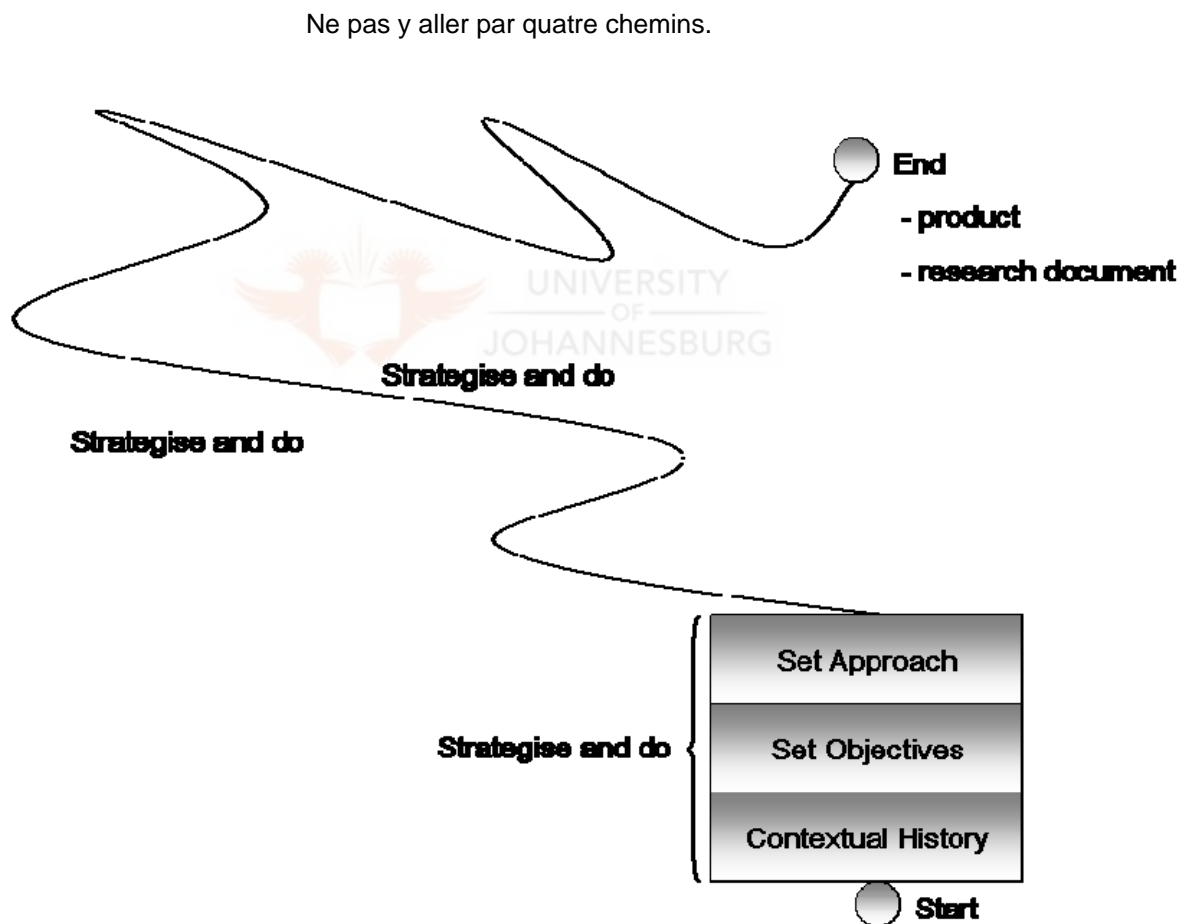 Ne pas y aller par quatre chemins.
End
- product
- research document
UNIVERSITY
OF
JOHANNESBURG
Strategise and do
Strategise and do
Set Approach
Strategise and do
Set Objectives
Contextual History
Start